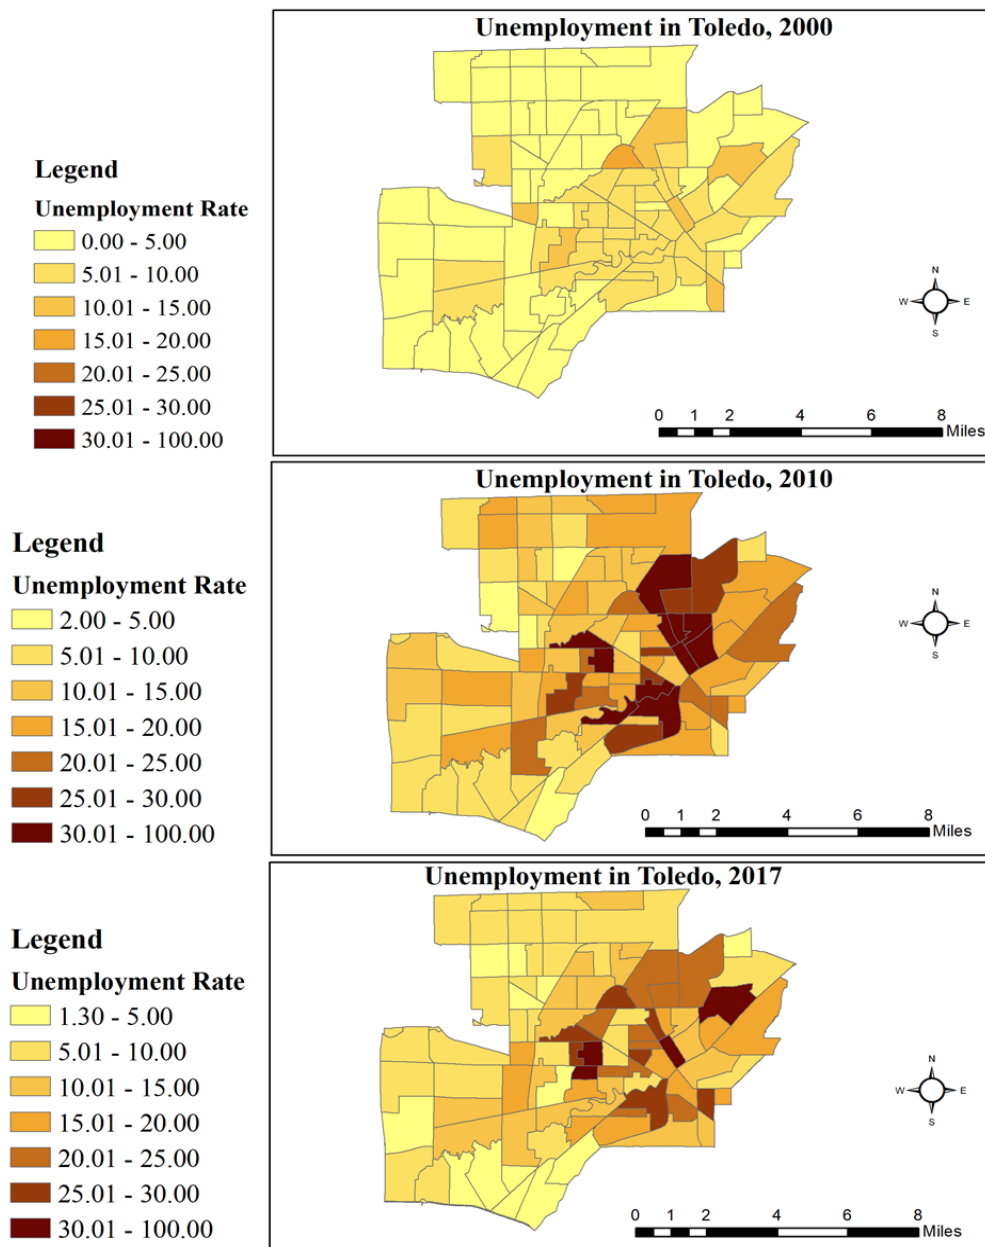 Unemployment in Toledo, 2000
Legend
Unemployment Rate
0.00 - 5.00
5.01 - 10.00
10.01 - 15.00
15.01 - 20.00
20.01 - 25.00
25.01 - 30.00
30.01 - 100.00
N
W E
S
0 1 2 4 6 8
Miles
Unemployment in Toledo, 2010
Legend
Unemployment Rate
2.00 - 5.00
5.01 - 10.00
10.01 - 15.00
15.01 - 20.00
20.01 - 25.00
25.01 - 30.00
30.01 - 100.00
N
W E
S
0 1 2 4 6 8
Miles
Unemployment in Toledo, 2017
Legend
Unemployment Rate
1.30 - 5.00
5.01 - 10.00
10.01 - 15.00
15.01 - 20.00
20.01 - 25.00
25.01 - 30.00
30.01 - 100.00
N
W E
S
0 1 2 4 6 8
Miles